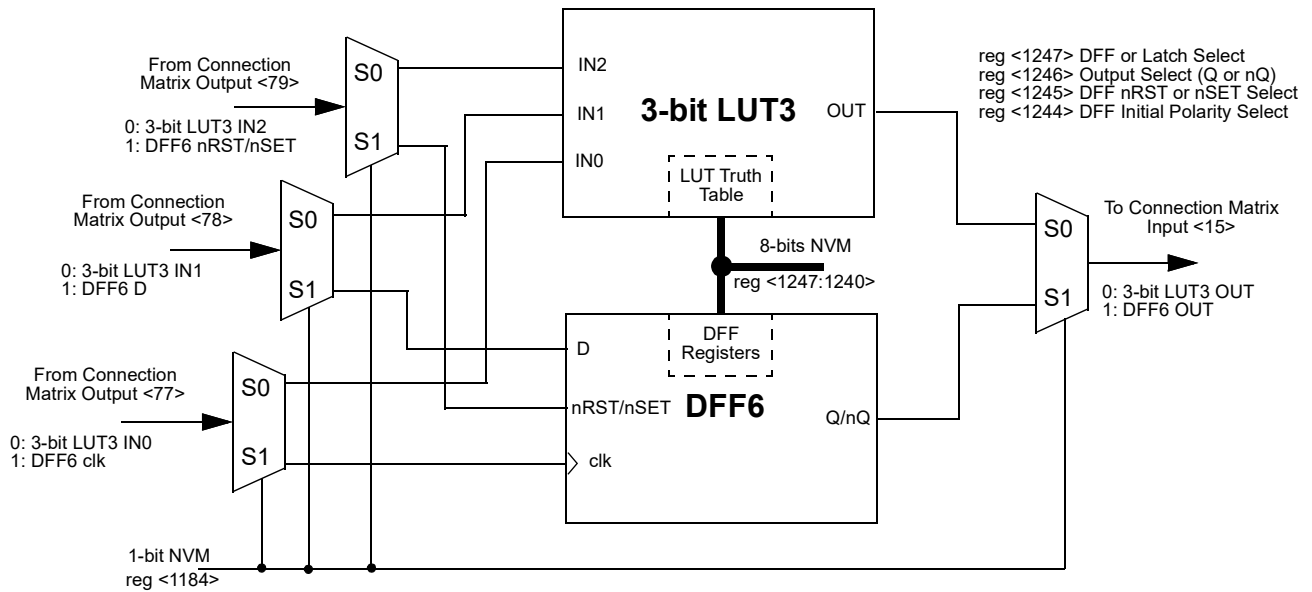 From Connection
Matrix Output <79>
0: 3-bit LUT3 IN2
1: DFF6 nRST/nSET
S0
S1
From Connection
Matrix Output <78>
0: 3-bit LUT3 IN1
1: DFF6 D
S0
S1
From Connection
Matrix Output <77>
0: 3-bit LUT3 IN0
1: DFF6 clk
S0
S1
1-bit NVM
reg <1184>
IN2
IN1
IN0
3-bit LUT3
OUT
LUT Truth
Table
8-bits NVM
reg <1247:1240>
DFF
Registers
D
nRST/nSET
clk
DFF6
Q/nQ
reg <1247> DFF or Latch Select
reg <1246> Output Select (Q or nQ)
reg <1245> DFF nRST or nSET Select
reg <1244> DFF Initial Polarity Select
S0
S1
To Connection Matrix
Input <15>
0: 3-bit LUT3 OUT
1: DFF6 OUT